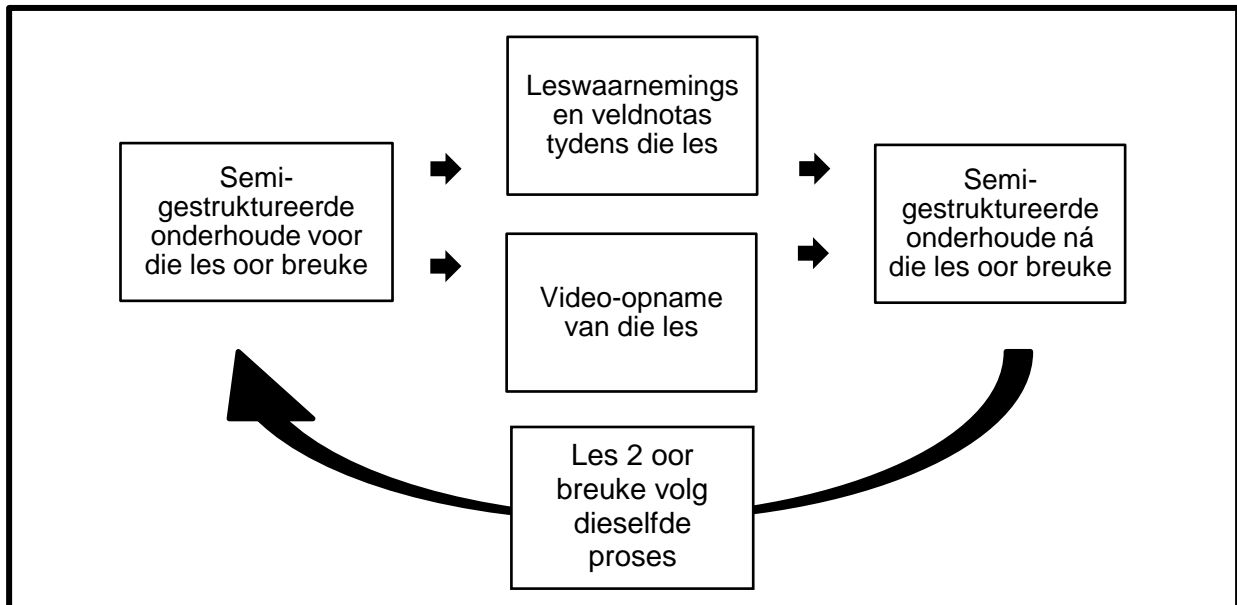 Semi-
gestruktureerde
onderhoude voor
die les oor breuke
Leswaarnemings
en veldnotas
tydens die les
Video-opname
van die les
Semi-
gestruktureerde
onderhoude ná
die les oor breuke
Les 2 oor
breuke volg
dieselfde
proses